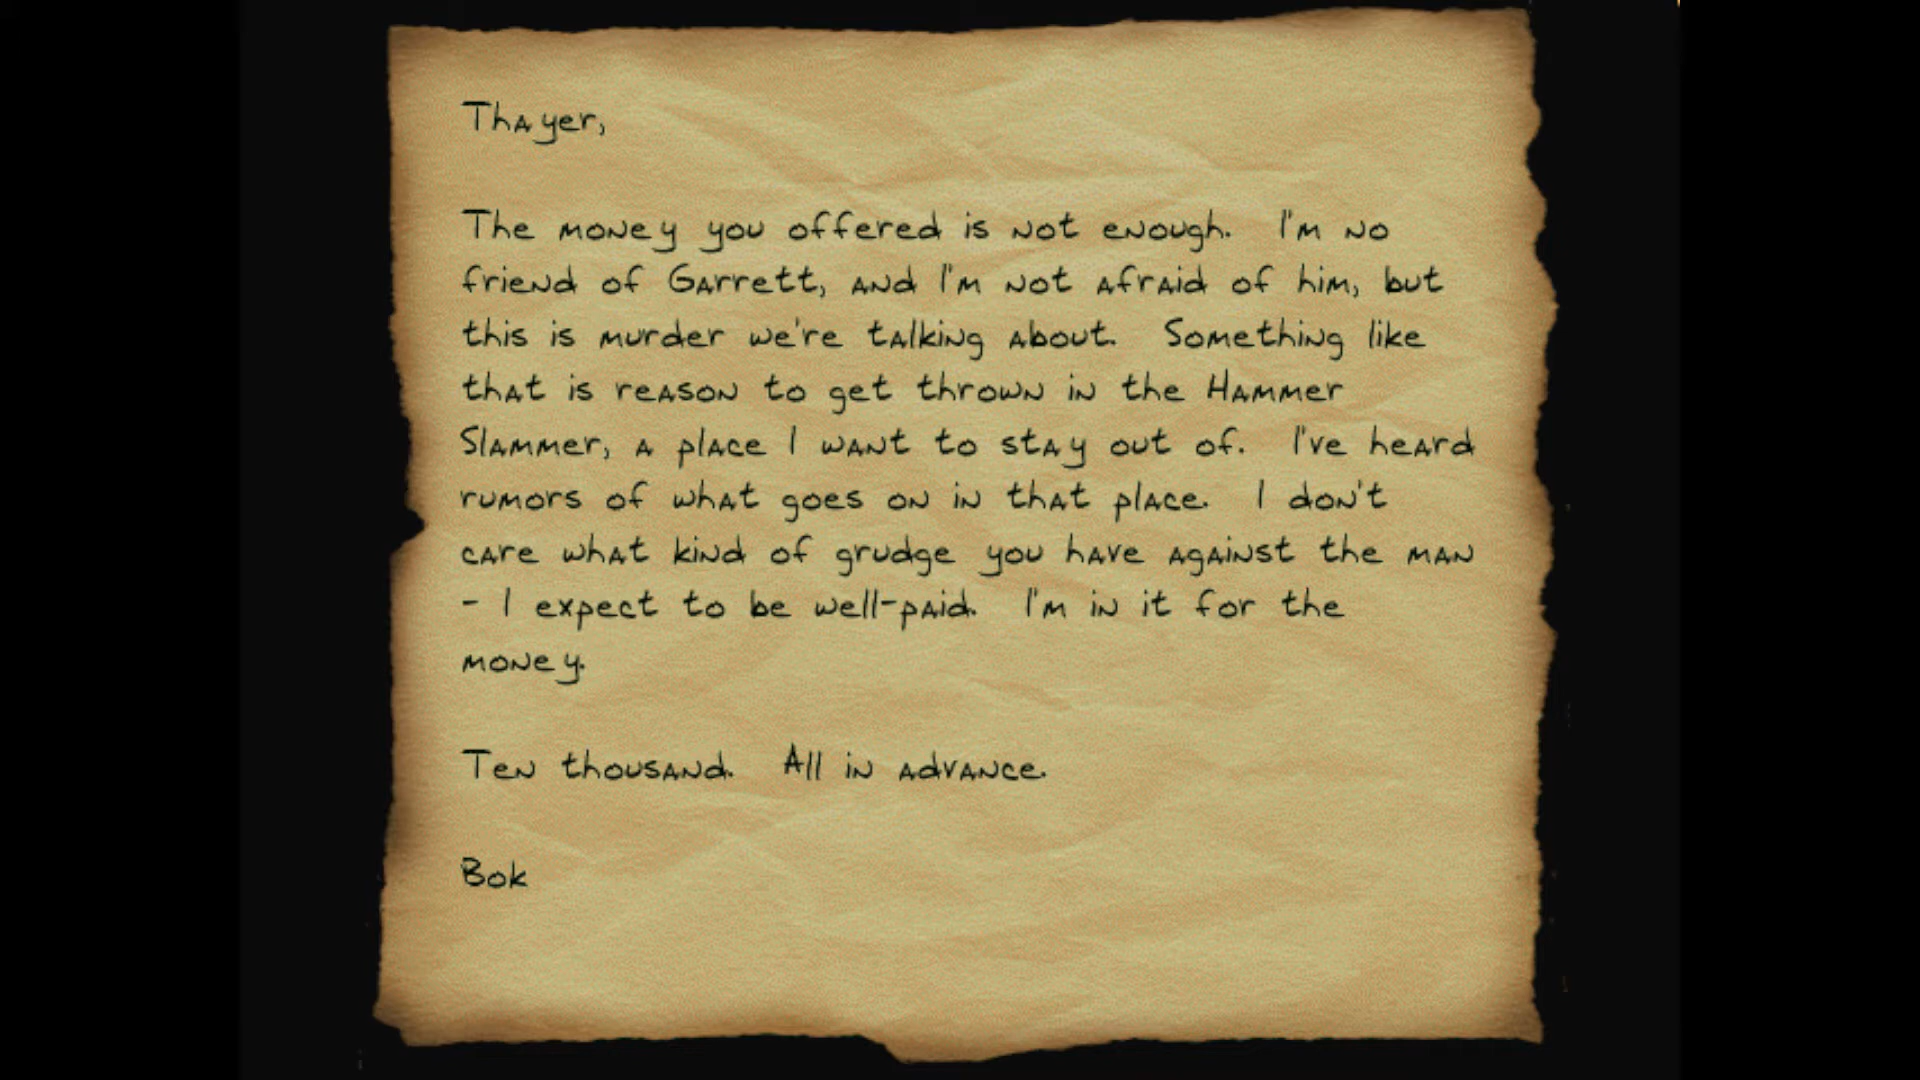 Thayer,
The money you offered is not enough. I'm no
friend of Garrett, and I'm not afraid of him, but
this is murder we're talking about. Something like
that is reason to get thrown in the Hammer
Slammer, a place I want to stay out of. I've heard
rumors of what goes on in that place. I don't
care what kind of grudge you have against the man
- I expect to be well-paid. I'm in it for the
money.
Ten thousand. All in advance.
Bok